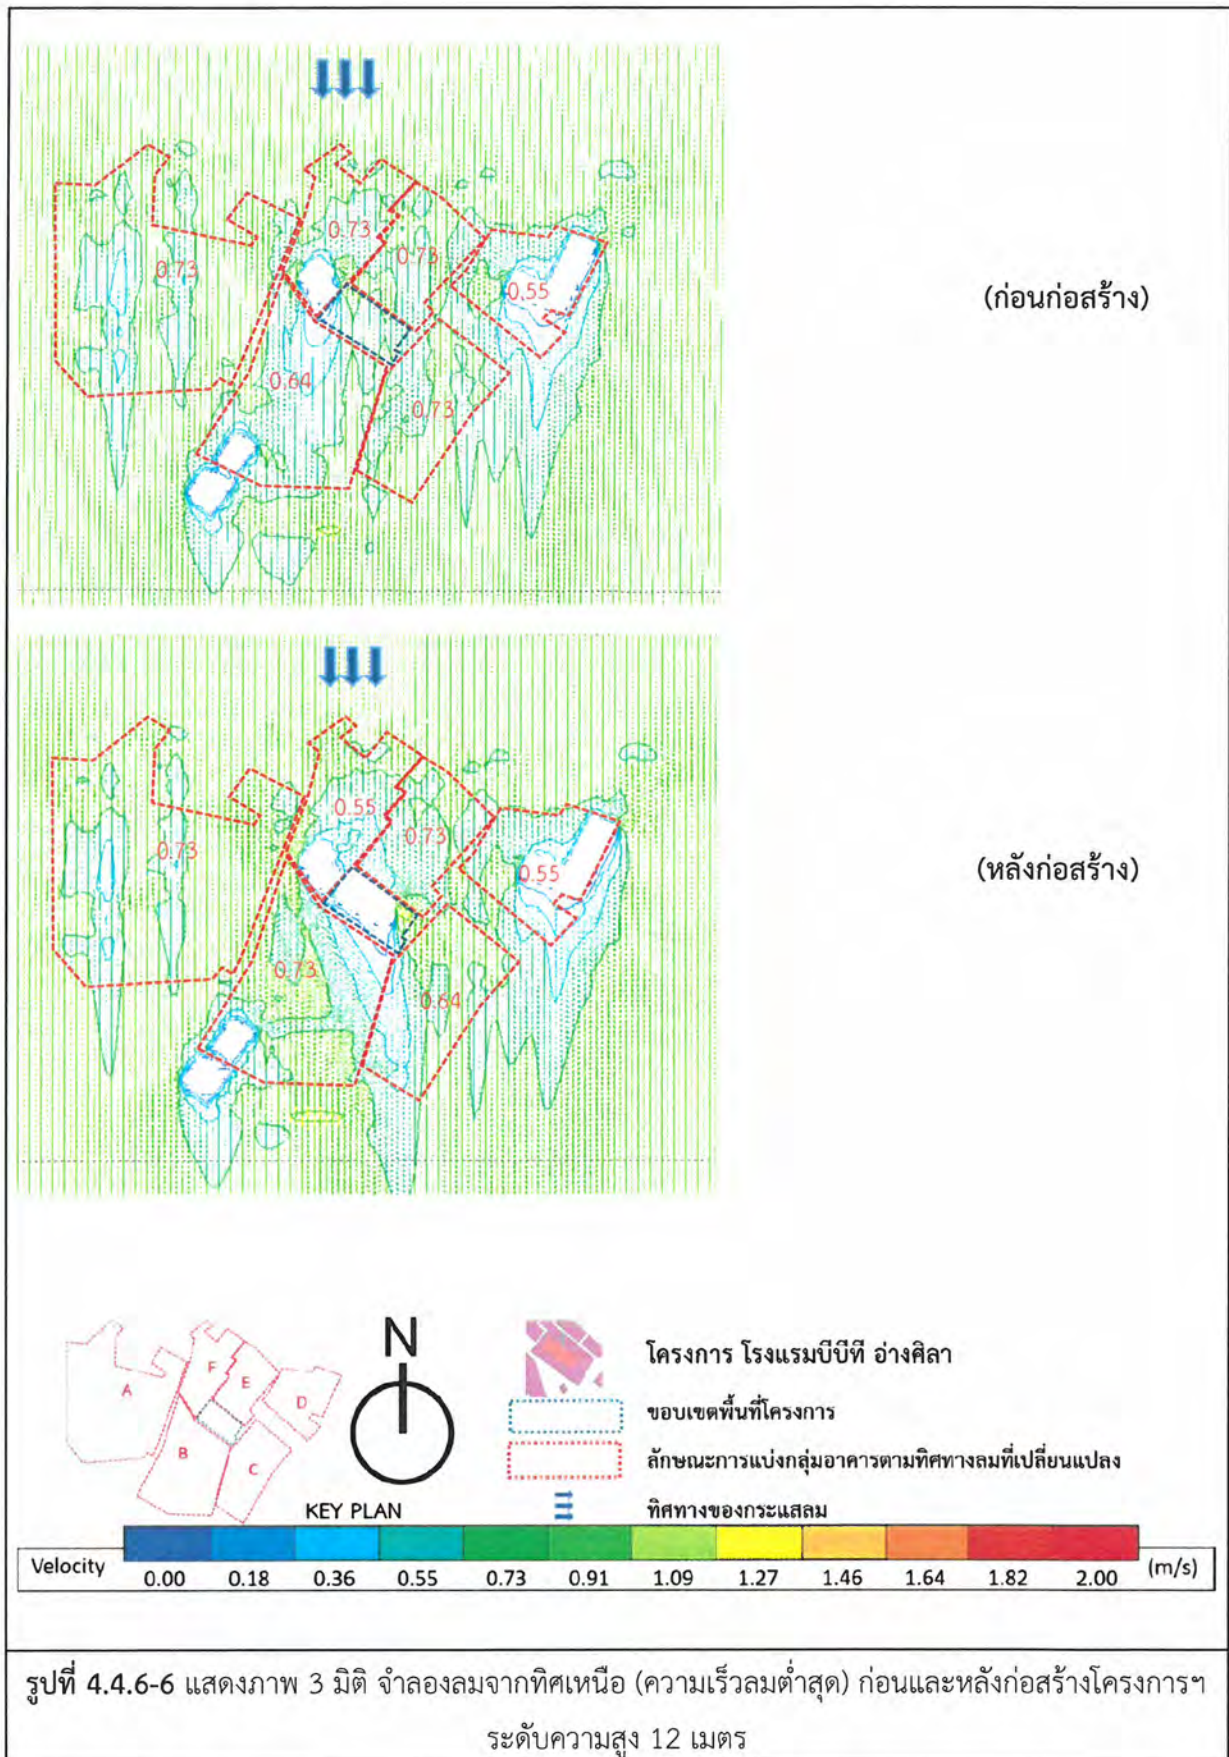 0.73
0.73
0.73
0.55
0.64
0.73
(ก่อนก่อสร้าง)
0.55
0.73
0.73
0.55
0.73
0.64
(หลังก่อสร้าง)
A
F
E
D
B
C
KEY PLAN
N
โครงการ โรงแรมบีบีที อ่างศิลา
ขอบเขตพื้นที่โครงการ
ลักษณะการแบ่งกลุ่มอาคารตามทิศทางลมที่เปลี่ยนแปลง
ทิศทางของกระแสลม
Velocity 0.00 0.18 0.36 0.55 0.73 0.91 1.09 1.27 1.46 1.64 1.82 2.00 (m/s)
รูปที่ 4.4.6-6 แสดงภาพ 3 มิติ จำลองลมจากทิศเหนือ (ความเร็วลมต่ำสุด) ก่อนและหลังก่อสร้างโครงการฯ
ระดับความสูง 12 เมตร